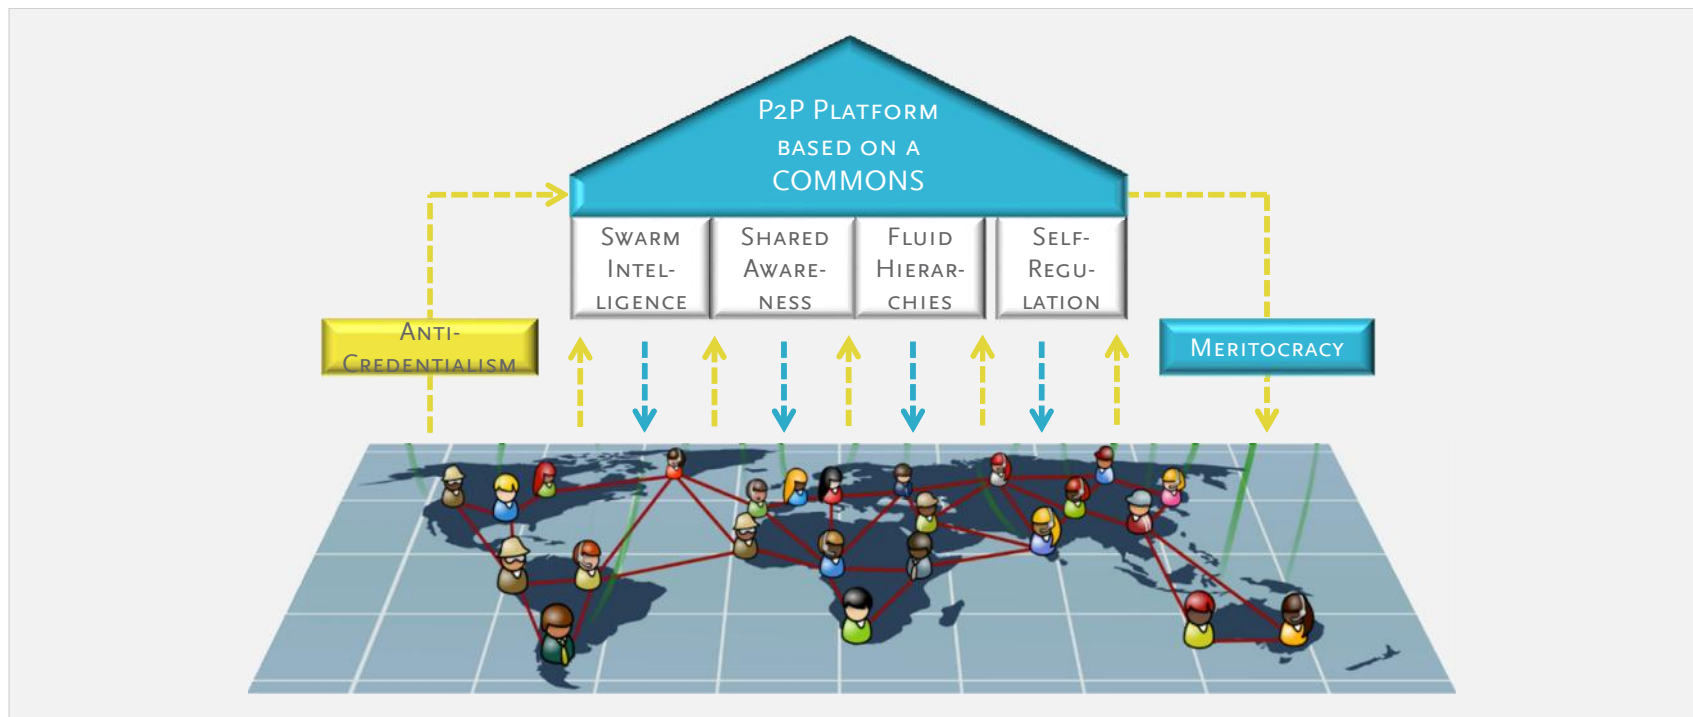 P2P PLATFORM
BASED ON A
COMMONS
SWARM
INTEL-
LIGENCE
SHARED
AWARE-
NESS
FLUID
HIERAR-
CHIES
SELF-
REGU-
LATION
ANTI-
CREDENTIALISM
MERITOCRACY